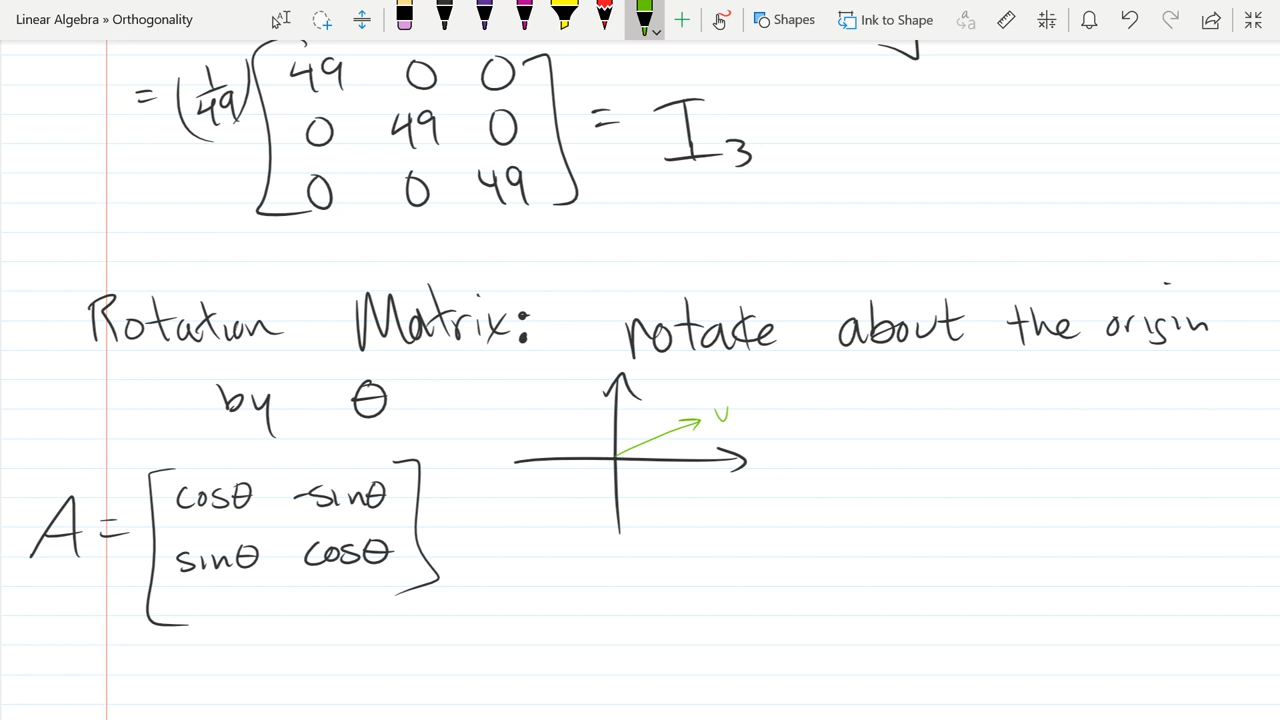 Linear Algebra » Orthogonality
Shapes
Ink to Shape
= (1/49) [49 0 0
0 49 0 = I₃
0 0 49]
Rotation Matrix: rotate about the origin
by θ
v
A = [cosθ -sinθ
sinθ cosθ]